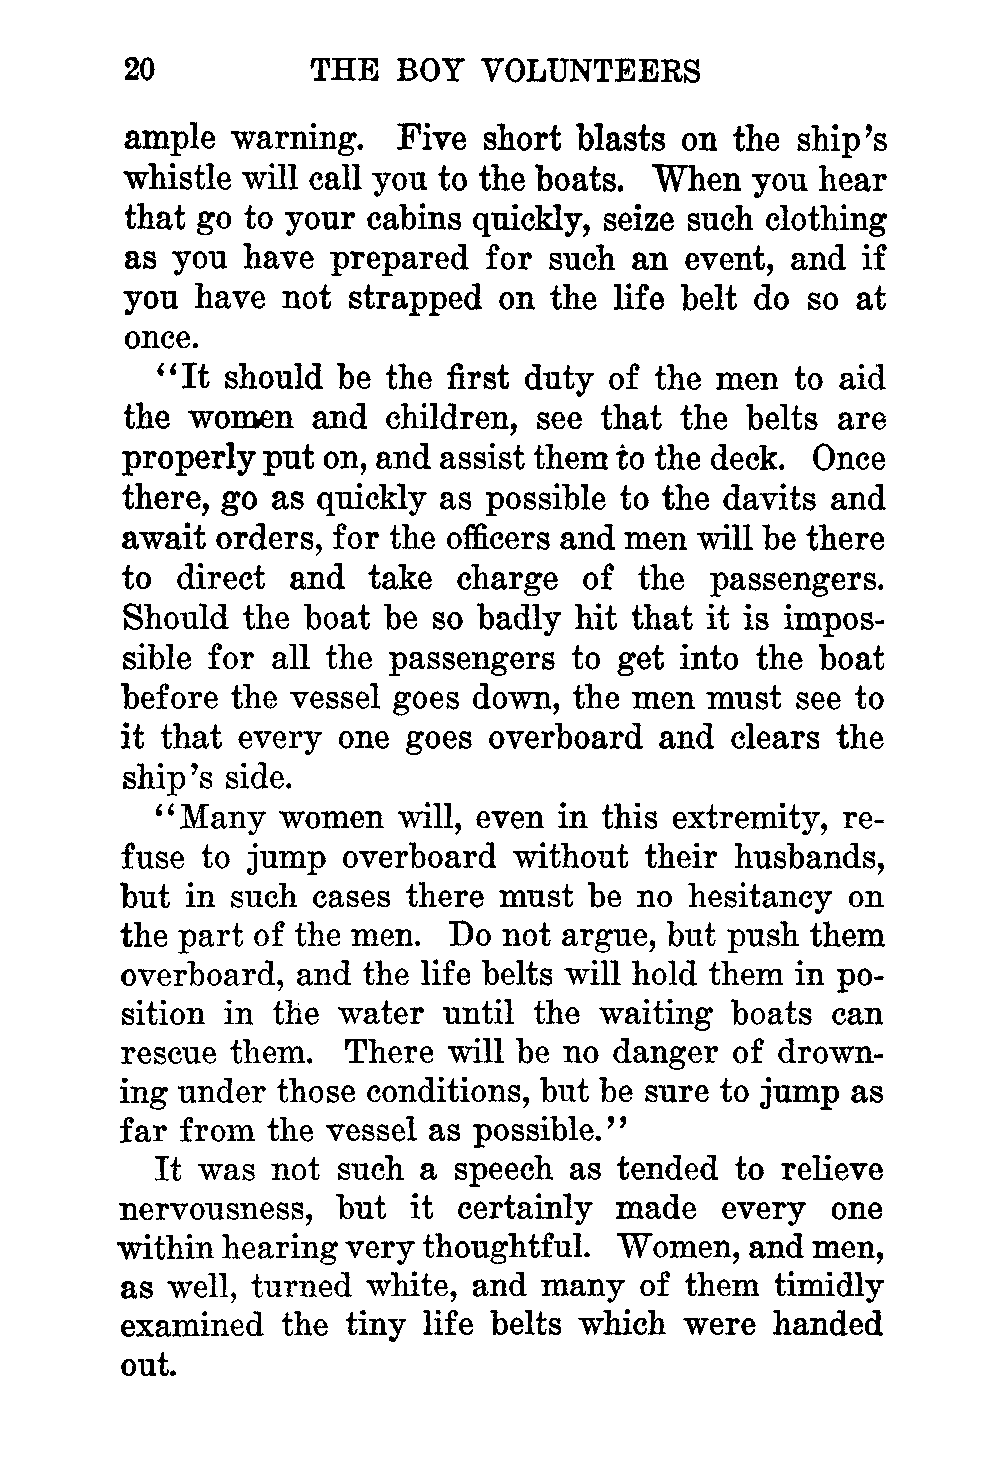 20 THE BOY VOLUNTEERS
ample warning. Five short blasts on the ship's
whistle will call you to the boats. When you hear
that go to your cabins quickly, seize such clothing
as you have prepared for such an event, and if
you have not strapped on the life belt do so at
once.
"It should be the first duty of the men to aid
the women and children, see that the belts are
properly put on, and assist them to the deck. Once
there, go as quickly as possible to the davits and
await orders, for the officers and men will be there
to direct and take charge of the passengers.
Should the boat be so badly hit that it is impos-
sible for all the passengers to get into the boat
before the vessel goes down, the men must see to
it that every one goes overboard and clears the
ship's side.
"Many women will, even in this extremity, re-
fuse to jump overboard without their husbands,
but in such cases there must be no hesitancy on
the part of the men. Do not argue, but push them
overboard, and the life belts will hold them in po-
sition in the water until the waiting boats can
rescue them. There will be no danger of drown-
ing under those conditions, but be sure to jump as
far from the vessel as possible."
It was not such a speech as tended to relieve
nervousness, but it certainly made every one
within hearing very thoughtful. Women, and men,
as well, turned white, and many of them timidly
examined the tiny life belts which were handed
out.